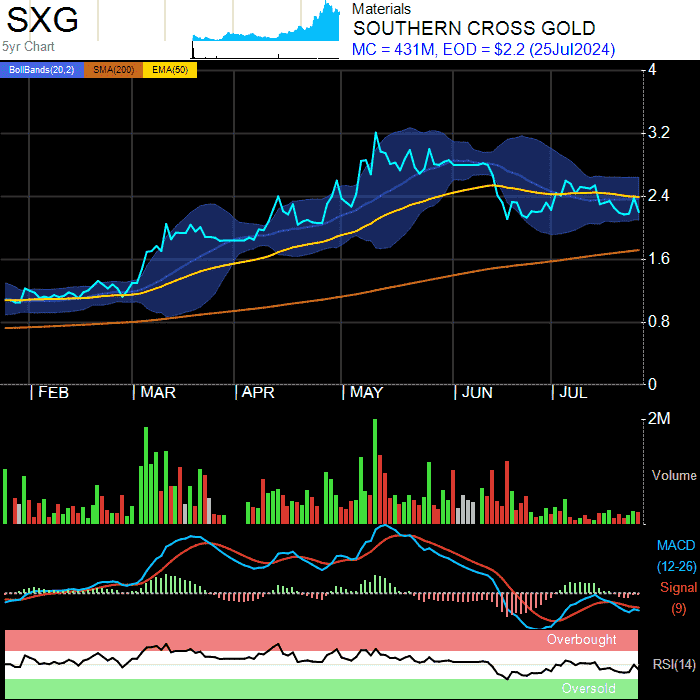 SXG
5yr Chart
Materials
SOUTHERN CROSS GOLD
MC = 431M, EOD = $2.2 (25Jul2024)
BollBands(20,2) SMA(200) EMA(50)
4
3.2
2.4
1.6
0.8
0
FEB MAR APR MAY JUN JUL
2M
Volume
MACD
(12-26)
Signal
(9)
Overbought
RSI(14)
Oversold